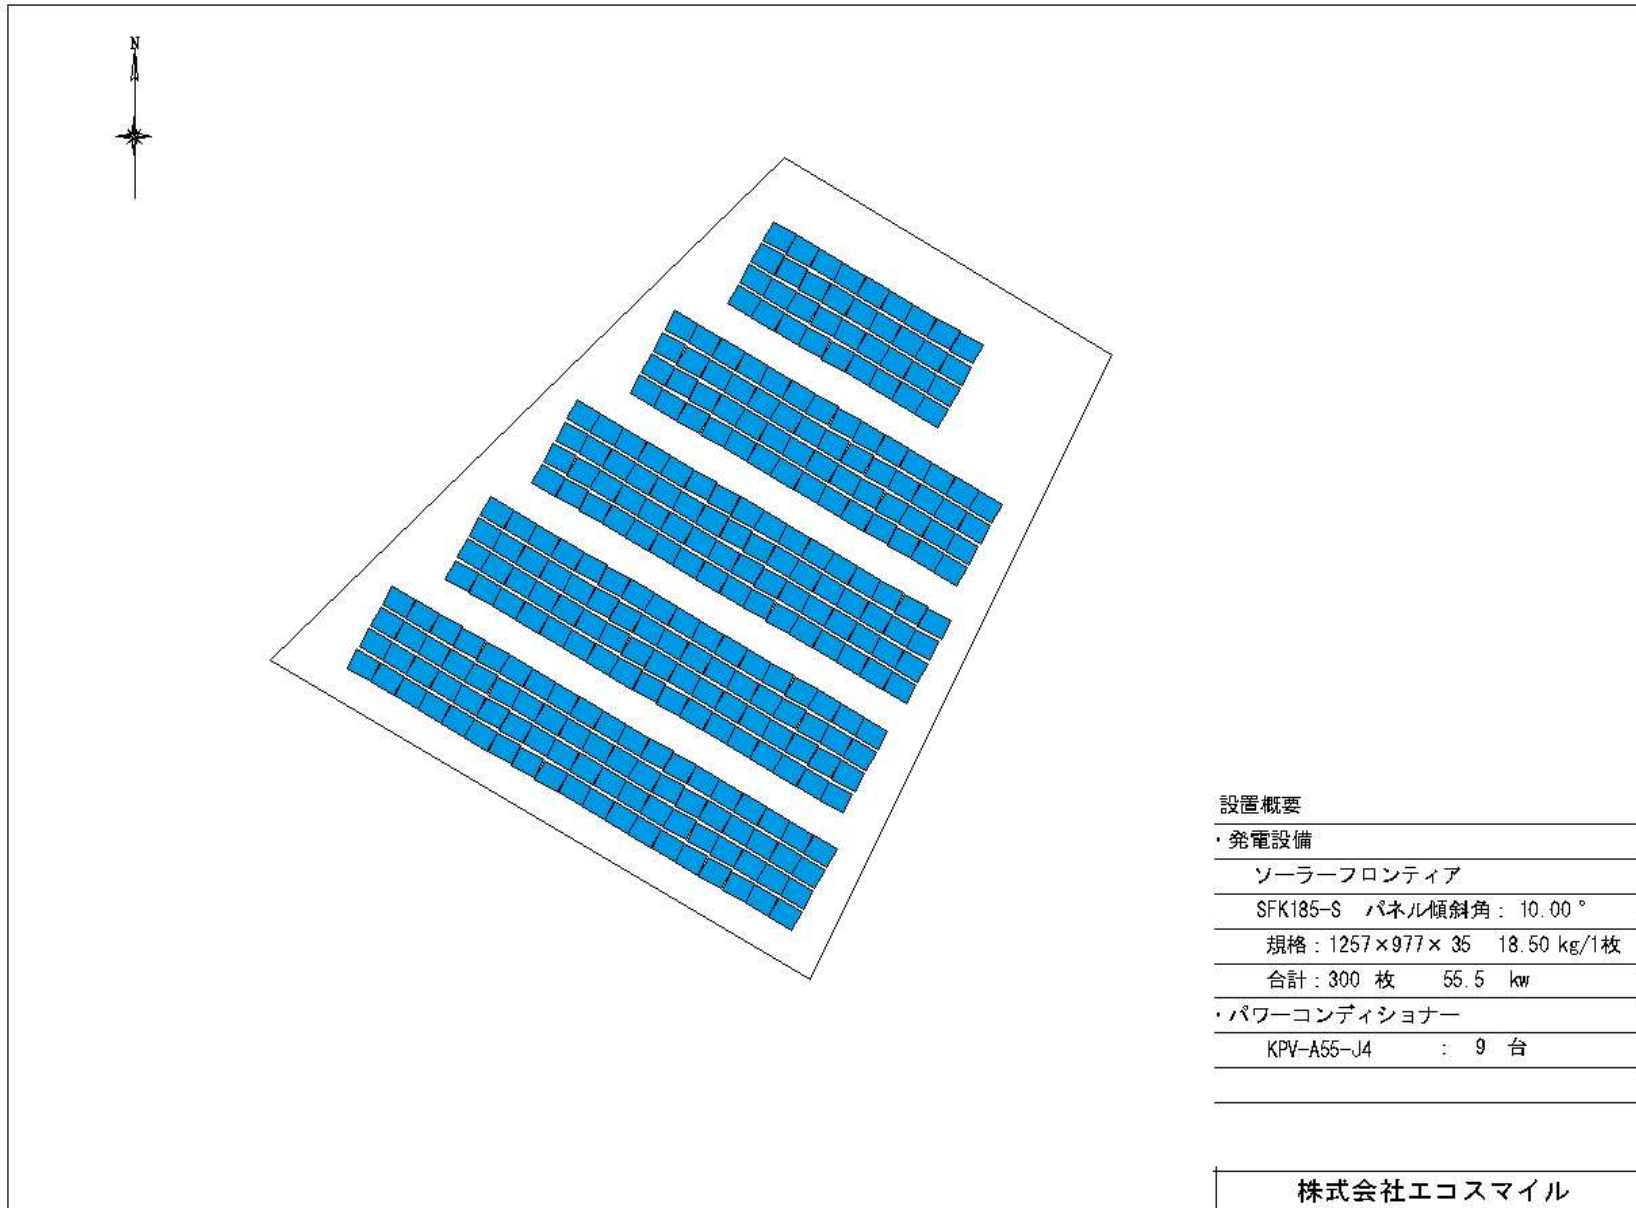 N
設置概要
・発電設備
ソーラーフロンティア
SFK185-S パネル傾斜角：10.00°
規格：1257×977×35 18.50 kg/1枚
合計：300 枚 55.5 kw
・パワーコンディショナー
KPV-A55-J4 ： 9 台
株式会社エコスマイル